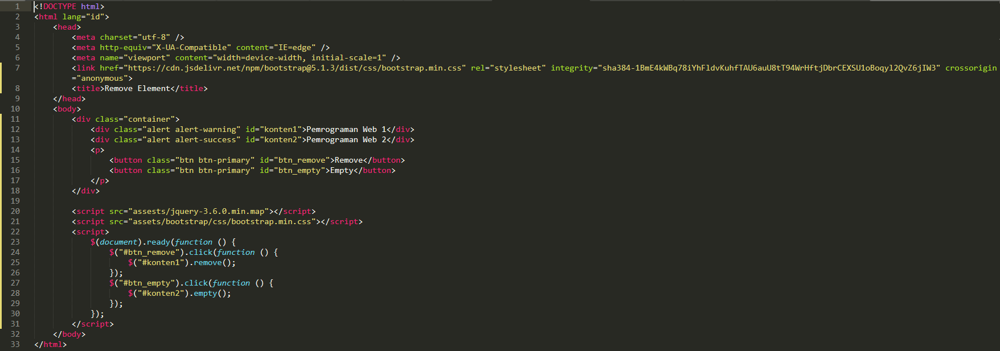 1 <!DOCTYPE html>
2 <html lang="id">
3 <head>
4 <meta charset="utf-8" />
5 <meta http-equiv="X-UA-Compatible" content="IE=edge" />
6 <meta name="viewport" content="width=device-width, initial-scale=1" />
7 <link href="https://cdn.jsdelivr.net/npm/bootstrap@5.1.3/dist/css/bootstrap.min.css" rel="stylesheet" integrity="sha384-1BmE4kWBq78iYhFldvKuhfTAU6auU8tT94WrHftjDbrCEXSU1oBoqyl2QvZ6jIW3" crossorigin
="anonymous">
8 <title>Remove Element</title>
9 </head>
10 <body>
11 <div class="container">
12 <div class="alert alert-warning" id="konten1">Pemrograman Web 1</div>
13 <div class="alert alert-success" id="konten2">Pemrograman Web 2</div>
14 <p>
15 <button class="btn btn-primary" id="btn_remove">Remove</button>
16 <button class="btn btn-primary" id="btn_empty">Empty</button>
17 </p>
18 </div>
19
20 <script src="assests/jquery-3.6.0.min.map"></script>
21 <script src="assets/bootstrap/css/bootstrap.min.css"></script>
22 <script>
23 $(document).ready(function () {
24 $("#btn_remove").click(function () {
25 $("#konten1").remove();
26 });
27 $("#btn_empty").click(function () {
28 $("#konten2").empty();
29 });
30 });
31 </script>
32 </body>
33 </html>